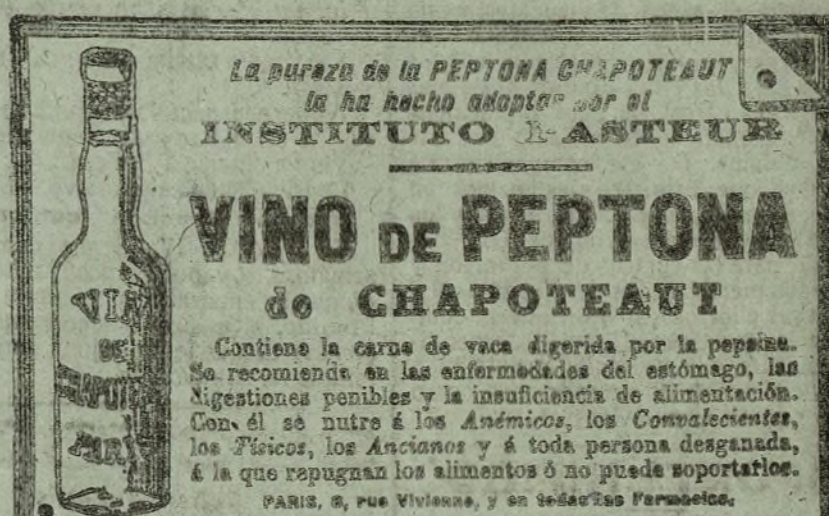 La pureza de la PEPTONA CHAPOTEAUT
la ha hecho adoptar por el
INSTITUTO PASTEUR
VINO DE PEPTONA
de CHAPOTEAUT
Contiene la carne de vaca digerida por la pepsina.
Se recomienda en las enfermedades del estómago, las
digestiones penibles y la insuficiencia de alimentación.
Con él se nutre á los Anémicos, los Convalecientes,
los Tísicos, los Ancianos y á toda persona desganada,
á la que repugnan los alimentos ó no puede soportarlos.
PARIS, 8, rue Vivienne, y en todas las Farmacias.
VIN
DE